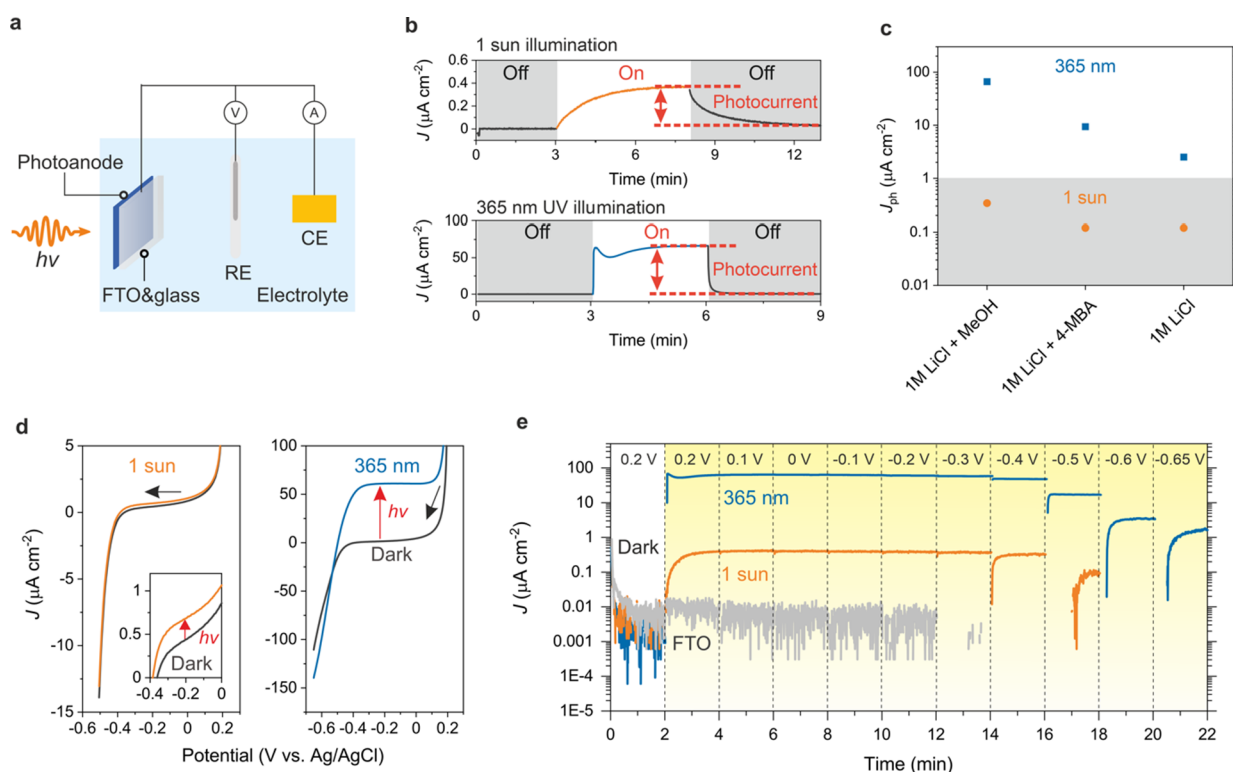 a
V
A
Photoanode
hv
FTO&glass
RE
CE
Electrolyte
b
1 sun illumination
Off
On
Off
Photocurrent
J (μA cm-2)
0.6
0.4
0.2
0
0
3
6
9
12
Time (min)
365 nm UV illumination
Off
On
Off
Photocurrent
J (μA cm-2)
100
75
50
25
0
0
3
6
9
Time (min)
c
365 nm
1 sun
Jph (μA cm-2)
100
10
1
0.1
0.01
1M LiCl + MeOH
1M LiCl + 4-MBA
1M LiCl
d
1 sun
J (μA cm-2)
5
0
-5
-10
-15
-0.6
-0.4
-0.2
0
0.2
1
0.5
0
hv
Dark
-0.4
-0.2
0
365 nm
hv
Dark
100
50
0
-50
-100
-150
-0.6
-0.4
-0.2
0
0.2
Potential (V vs. Ag/AgCl)
e
0.2 V
0.2 V
0.1 V
0 V
-0.1 V
-0.2 V
-0.3 V
-0.4 V
-0.5 V
-0.6 V
-0.65 V
365 nm
Dark
1 sun
FTO
J (μA cm-2)
100
10
1
0.1
0.01
0.001
1E-4
1E-5
0
2
4
6
8
10
12
14
16
18
20
22
Time (min)